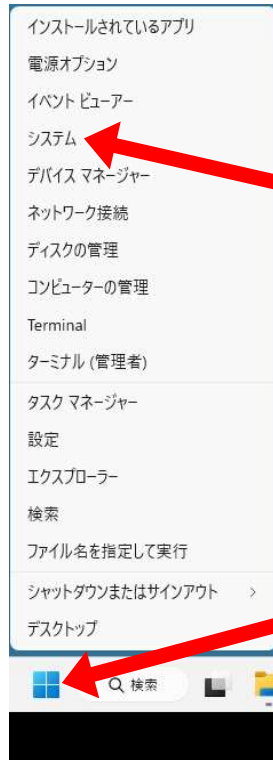 インストールされているアプリ
電源オプション
イベント ビューアー
システム
デバイス マネージャー
ネットワーク接続
ディスクの管理
コンピューターの管理
Terminal
ターミナル (管理者)
タスク マネージャー
設定
エクスプローラー
検索
ファイル名を指定して実行
シャットダウンまたはサインアウト
デスクトップ
検索